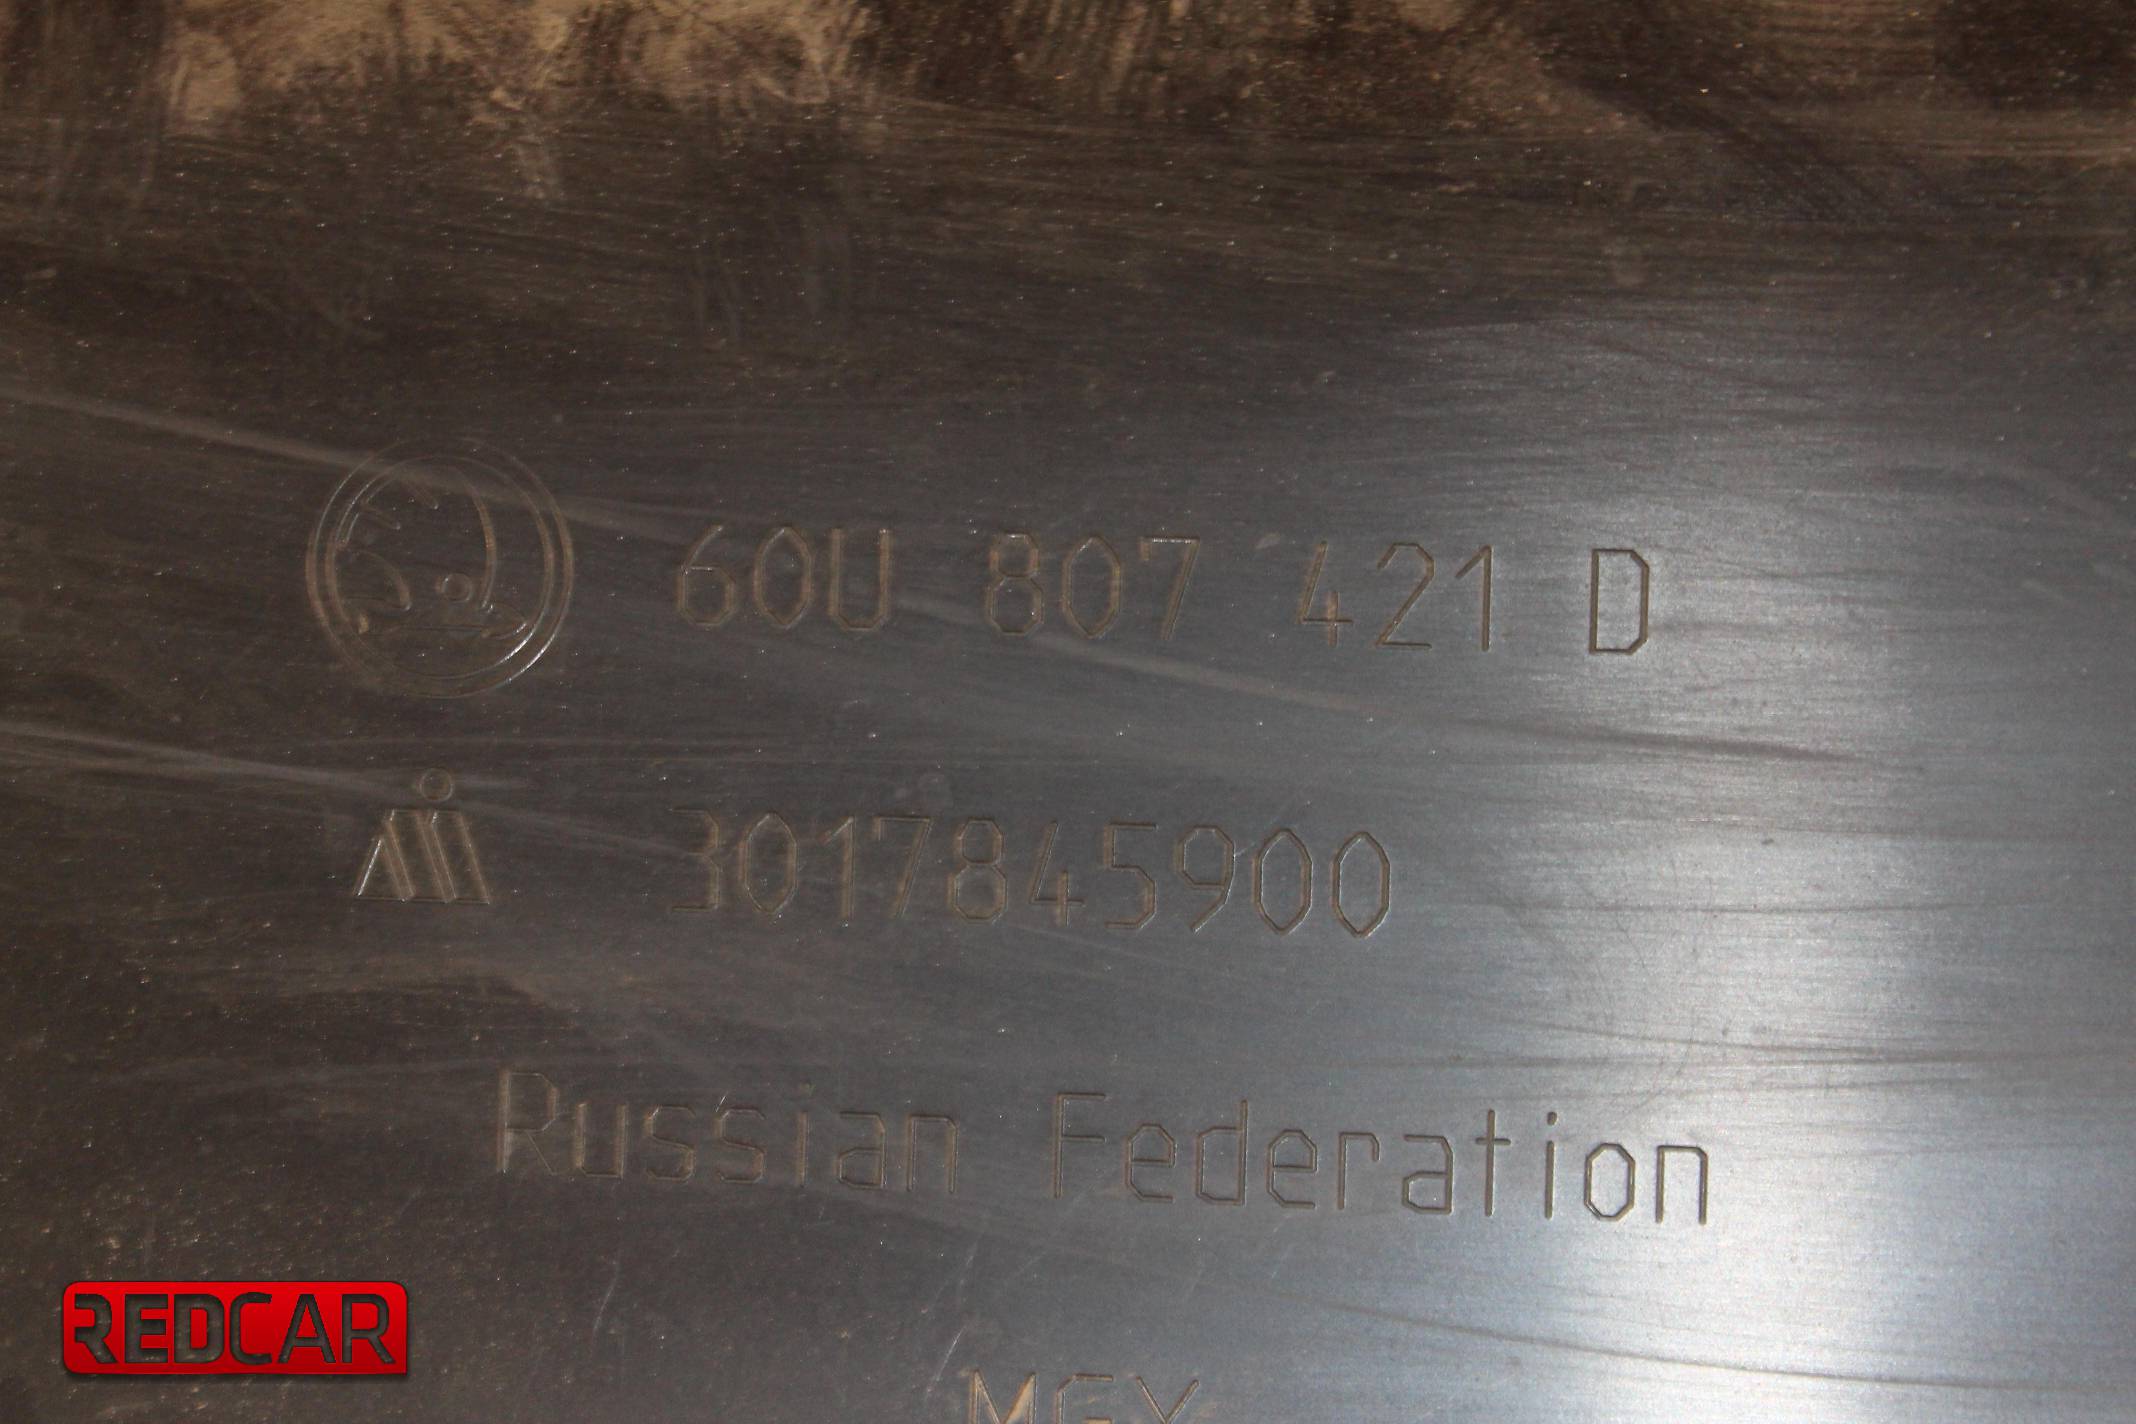 60U 807 421 D
3017845900
Russian Federation
REDCAR